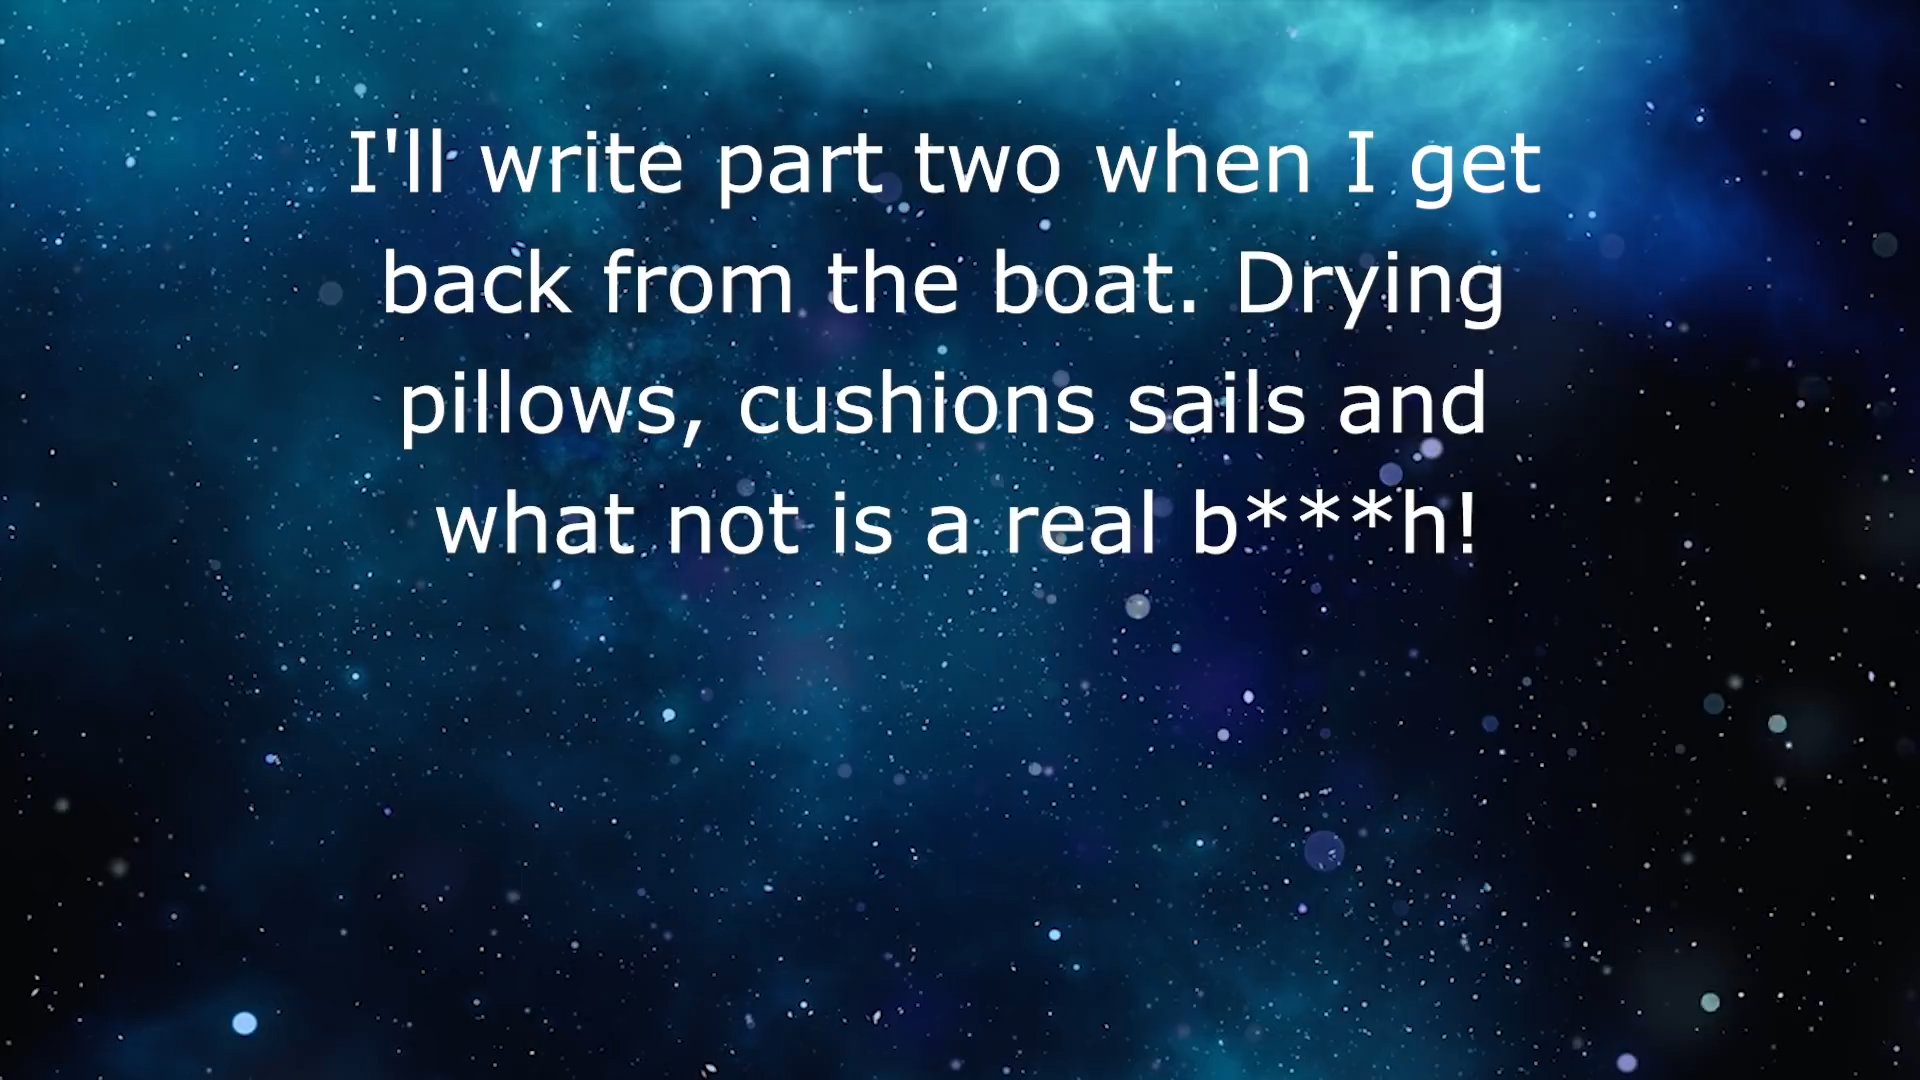 I'll write part two when I get
back from the boat. Drying
pillows, cushions sails and
what not is a real b***h!